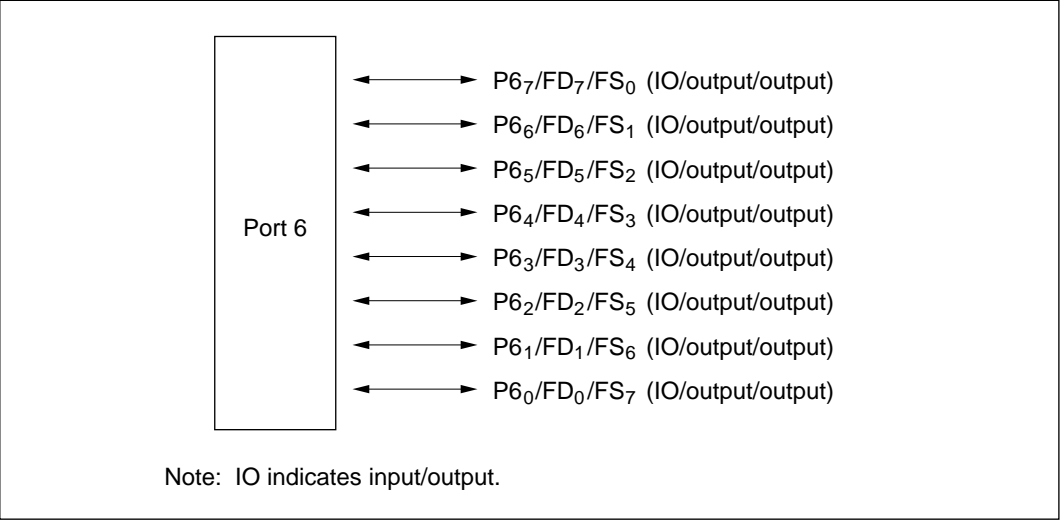 P6₇/FD₇/FS₀ (IO/output/output)
P6₆/FD₆/FS₁ (IO/output/output)
P6₅/FD₅/FS₂ (IO/output/output)
P6₄/FD₄/FS₃ (IO/output/output)
Port 6
P6₃/FD₃/FS₄ (IO/output/output)
P6₂/FD₂/FS₅ (IO/output/output)
P6₁/FD₁/FS₆ (IO/output/output)
P6₀/FD₀/FS₇ (IO/output/output)
Note: IO indicates input/output.